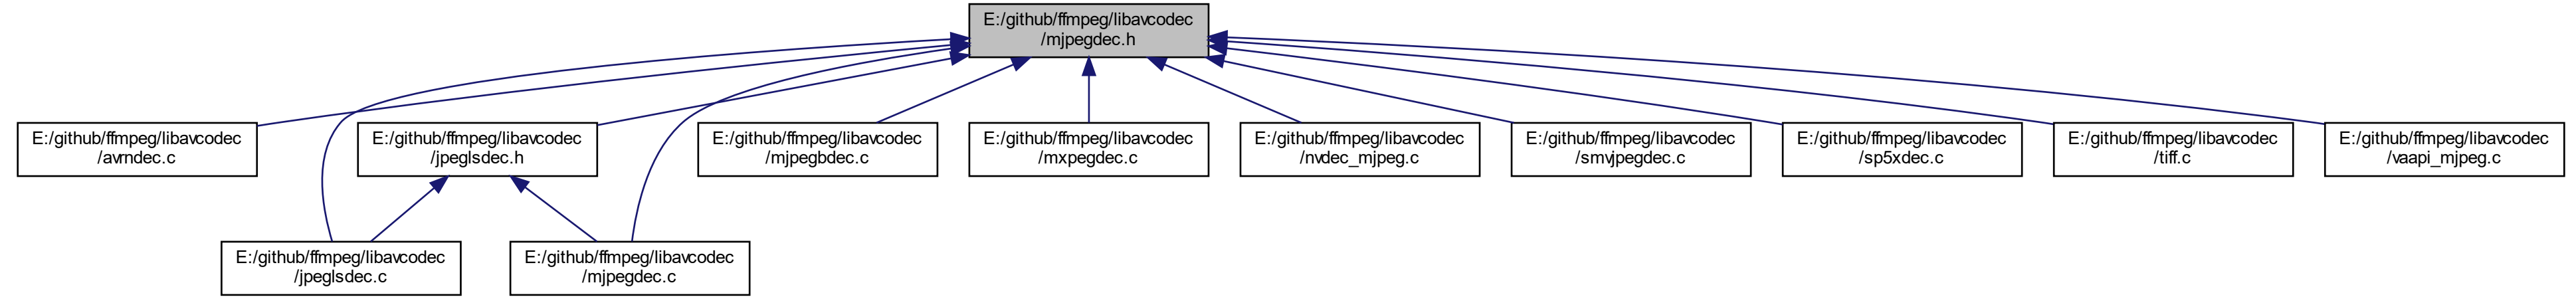 E:/github/ffmpeg/libavcodec
/mjpegdec.h
E:/github/ffmpeg/libavcodec
/avrndec.c
E:/github/ffmpeg/libavcodec
/jpeglsdec.h
E:/github/ffmpeg/libavcodec
/mjpegbdec.c
E:/github/ffmpeg/libavcodec
/mxpegdec.c
E:/github/ffmpeg/libavcodec
/nvdec_mjpeg.c
E:/github/ffmpeg/libavcodec
/smvjpegdec.c
E:/github/ffmpeg/libavcodec
/sp5xdec.c
E:/github/ffmpeg/libavcodec
/tiff.c
E:/github/ffmpeg/libavcodec
/vaapi_mjpeg.c
E:/github/ffmpeg/libavcodec
/jpeglsdec.c
E:/github/ffmpeg/libavcodec
/mjpegdec.c